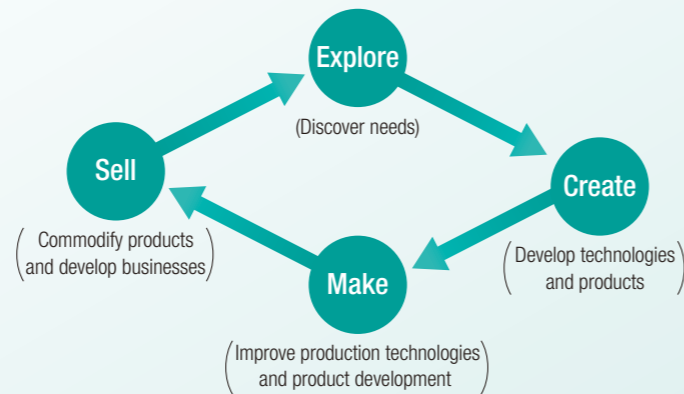 Explore
(Discover needs)
Sell
(Commodify products
and develop businesses)
Create
(Develop technologies
and products)
Make
(Improve production technologies
and product development)